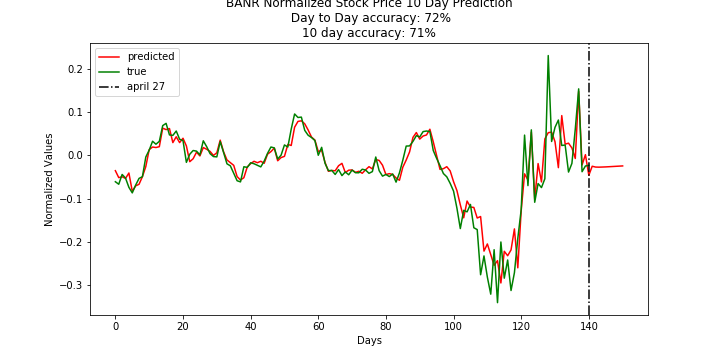 BANR Normalized Stock Price 10 Day Prediction
Day to Day accuracy: 72%
10 day accuracy: 71%
predicted
true
april 27
Normalized Values
0.2
0.1
0.0
−0.1
−0.2
−0.3
0 20 40 60 80 100 120 140
Days